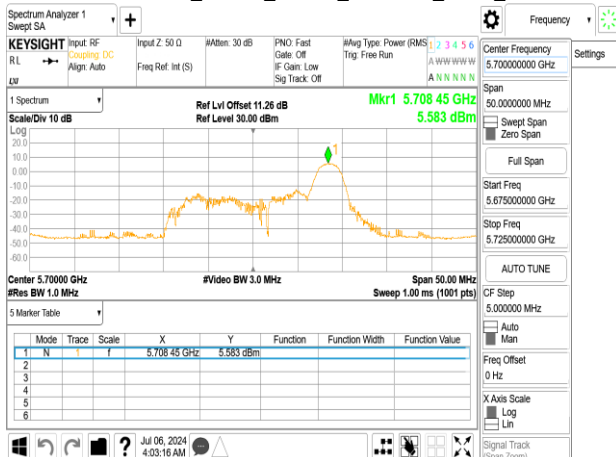 Spectrum Analyzer 1
Swept SA
Frequency
KEYSIGHT
RL
LXI
Input: RF
Coupling: DC
Align: Auto
Input Z: 50 Ω
Freq Ref: Int (S)
#Atten: 30 dB
PNO: Fast
Gate: Off
IF Gain: Low
Sig Track: Off
#Avg Type: Power (RMS
Trig: Free Run
1 2 3 4 5 6
A W W W W W
A N N N N N
Settings
Center Frequency
5.700000000 GHz
Span
50.0000000 MHz
Swept Span
Zero Span
Full Span
Start Freq
5.675000000 GHz
Stop Freq
5.725000000 GHz
AUTO TUNE
CF Step
5.000000 MHz
Auto
Man
Freq Offset
0 Hz
X Axis Scale
Log
Lin
Signal Track
(Span Zoom)
1 Spectrum
Scale/Div 10 dB
Ref Lvl Offset 11.26 dB
Ref Level 30.00 dBm
Mkr1 5.708 45 GHz
5.583 dBm
Log
20.0
10.0
0.00
-10.0
-20.0
-30.0
-40.0
-50.0
-60.0
1
Center 5.70000 GHz
#Res BW 1.0 MHz
#Video BW 3.0 MHz
Span 50.00 MHz
Sweep 1.00 ms (1001 pts)
5 Marker Table
Mode Trace Scale X Y Function Function Width Function Value
1 N 1 f 5.708 45 GHz 5.583 dBm
2
3
4
5
6
?
Jul 06, 2024
4:03:16 AM